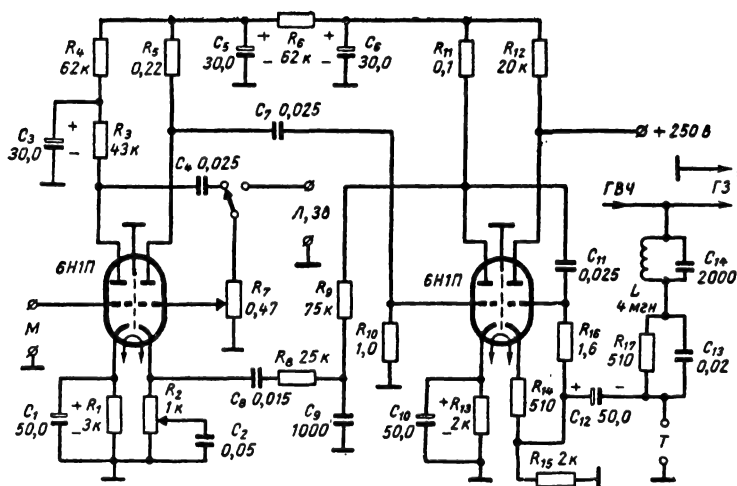 R4 62к
R5 0,22
C5 30,0
+ −
R6 62к
+ −
C6 30,0
R11 0,1
R12 20к
C3 30,0
+ −
R3 43к
C7 0,025
+ 250 В
C4 0,025
Л, Зв
ГВЧ
ГЗ
6Н1П
R7 0,47
R9 75к
6Н1П
C11 0,025
L 4 мгн
C14 2000
М
R10 1,0
R16 1,6
R17 510
C13 0,02
C8 0,015
R8 25к
C1 50,0
+ −
R1 3к
R2 1к
C2 0,05
C9 1000
C10 50,0
+ −
R13 2к
R14 510
+ −
C12 50,0
Т
R15 2к